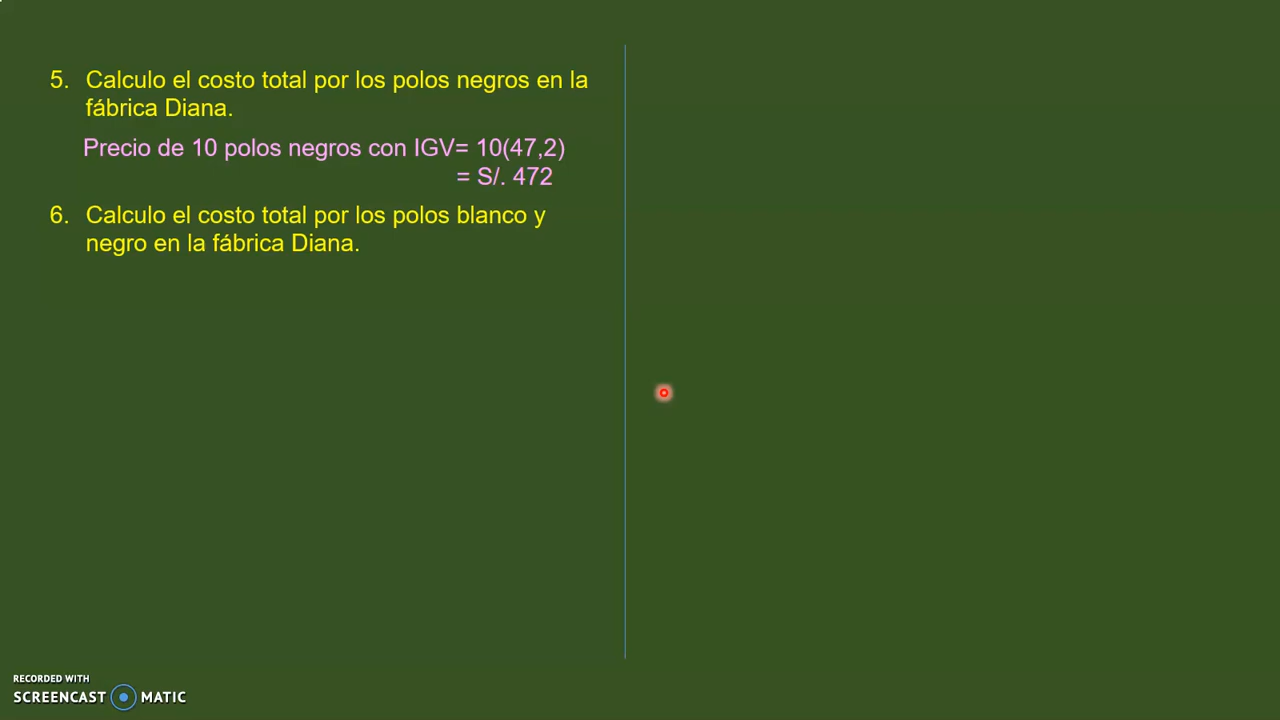 5. Calculo el costo total por los polos negros en la
fábrica Diana.
Precio de 10 polos negros con IGV= 10(47,2)
= S/. 472
6. Calculo el costo total por los polos blanco y
negro en la fábrica Diana.
RECORDED WITH
SCREENCAST MATIC